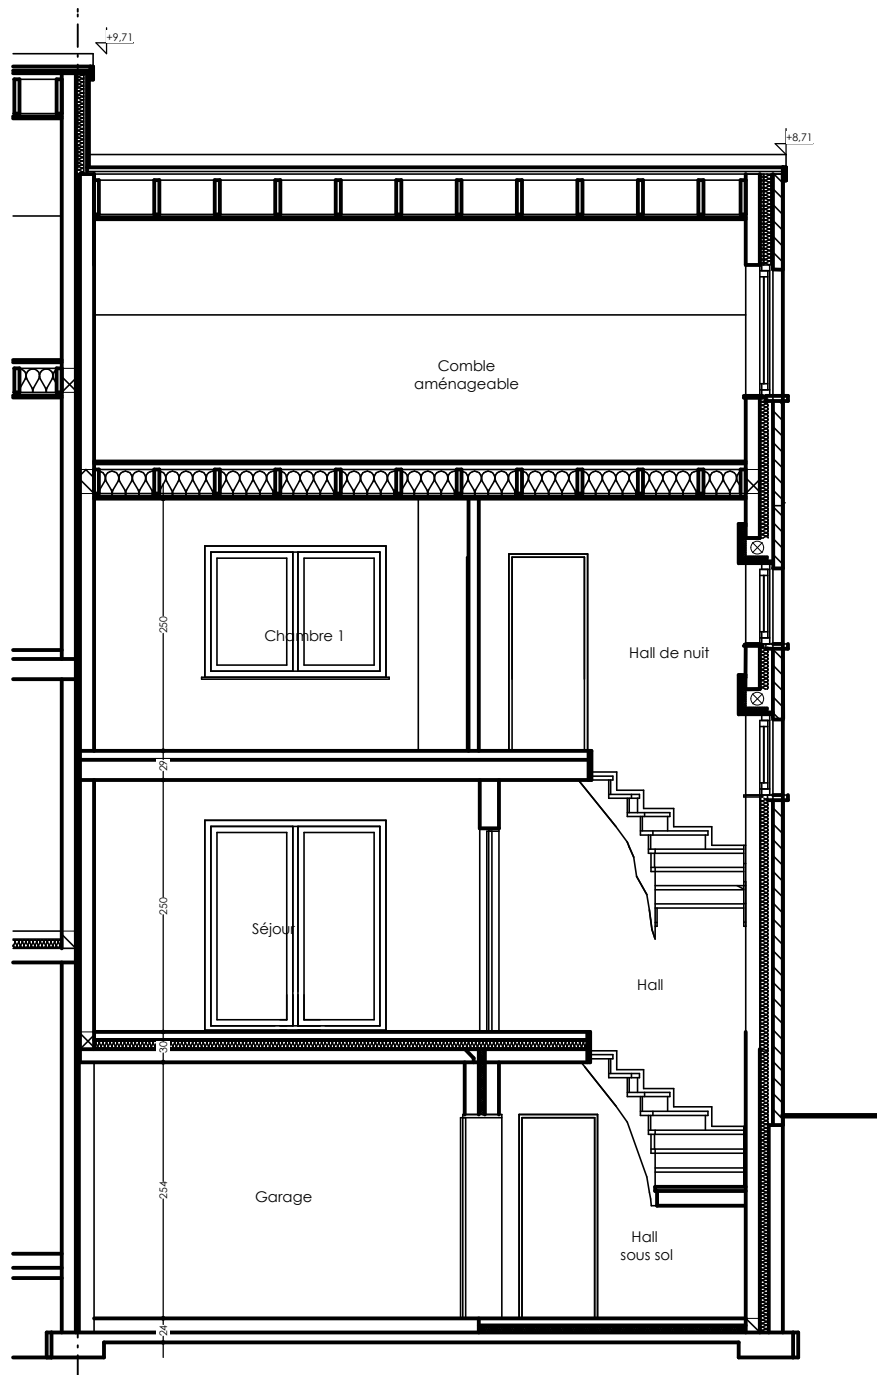 +9,71
+8,71
Comble
aménageable
250
Chambre 1
Hall de nuit
29
250
Séjour
Hall
30
254
Garage
Hall
sous sol
24